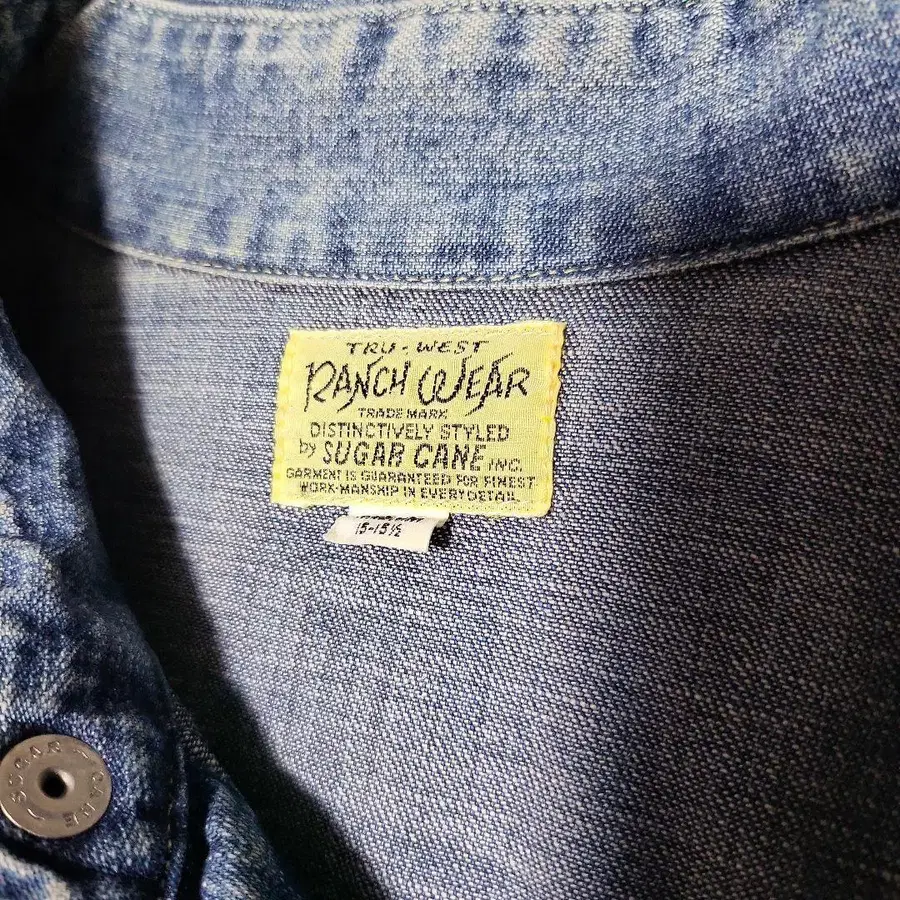 TRU-WEST
RANCH WEAR
TRADE MARK
DISTINCTIVELY STYLED
by SUGAR CANE INC.
GARMENT IS GUARANTEED FOR FINEST
WORK-MANSHIP IN EVERY DETAIL
15-15½
SUGAR CANE